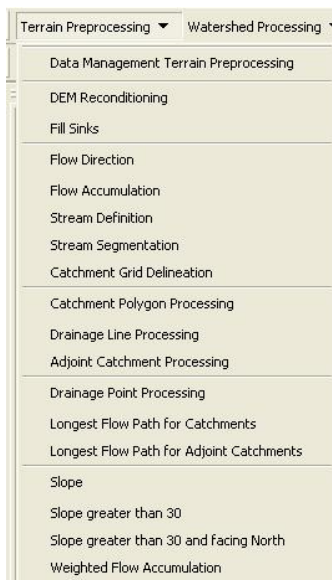 Terrain Preprocessing Watershed Processing
Data Management Terrain Preprocessing
DEM Reconditioning
Fill Sinks
Flow Direction
Flow Accumulation
Stream Definition
Stream Segmentation
Catchment Grid Delineation
Catchment Polygon Processing
Drainage Line Processing
Adjoint Catchment Processing
Drainage Point Processing
Longest Flow Path for Catchments
Longest Flow Path for Adjoint Catchments
Slope
Slope greater than 30
Slope greater than 30 and facing North
Weighted Flow Accumulation